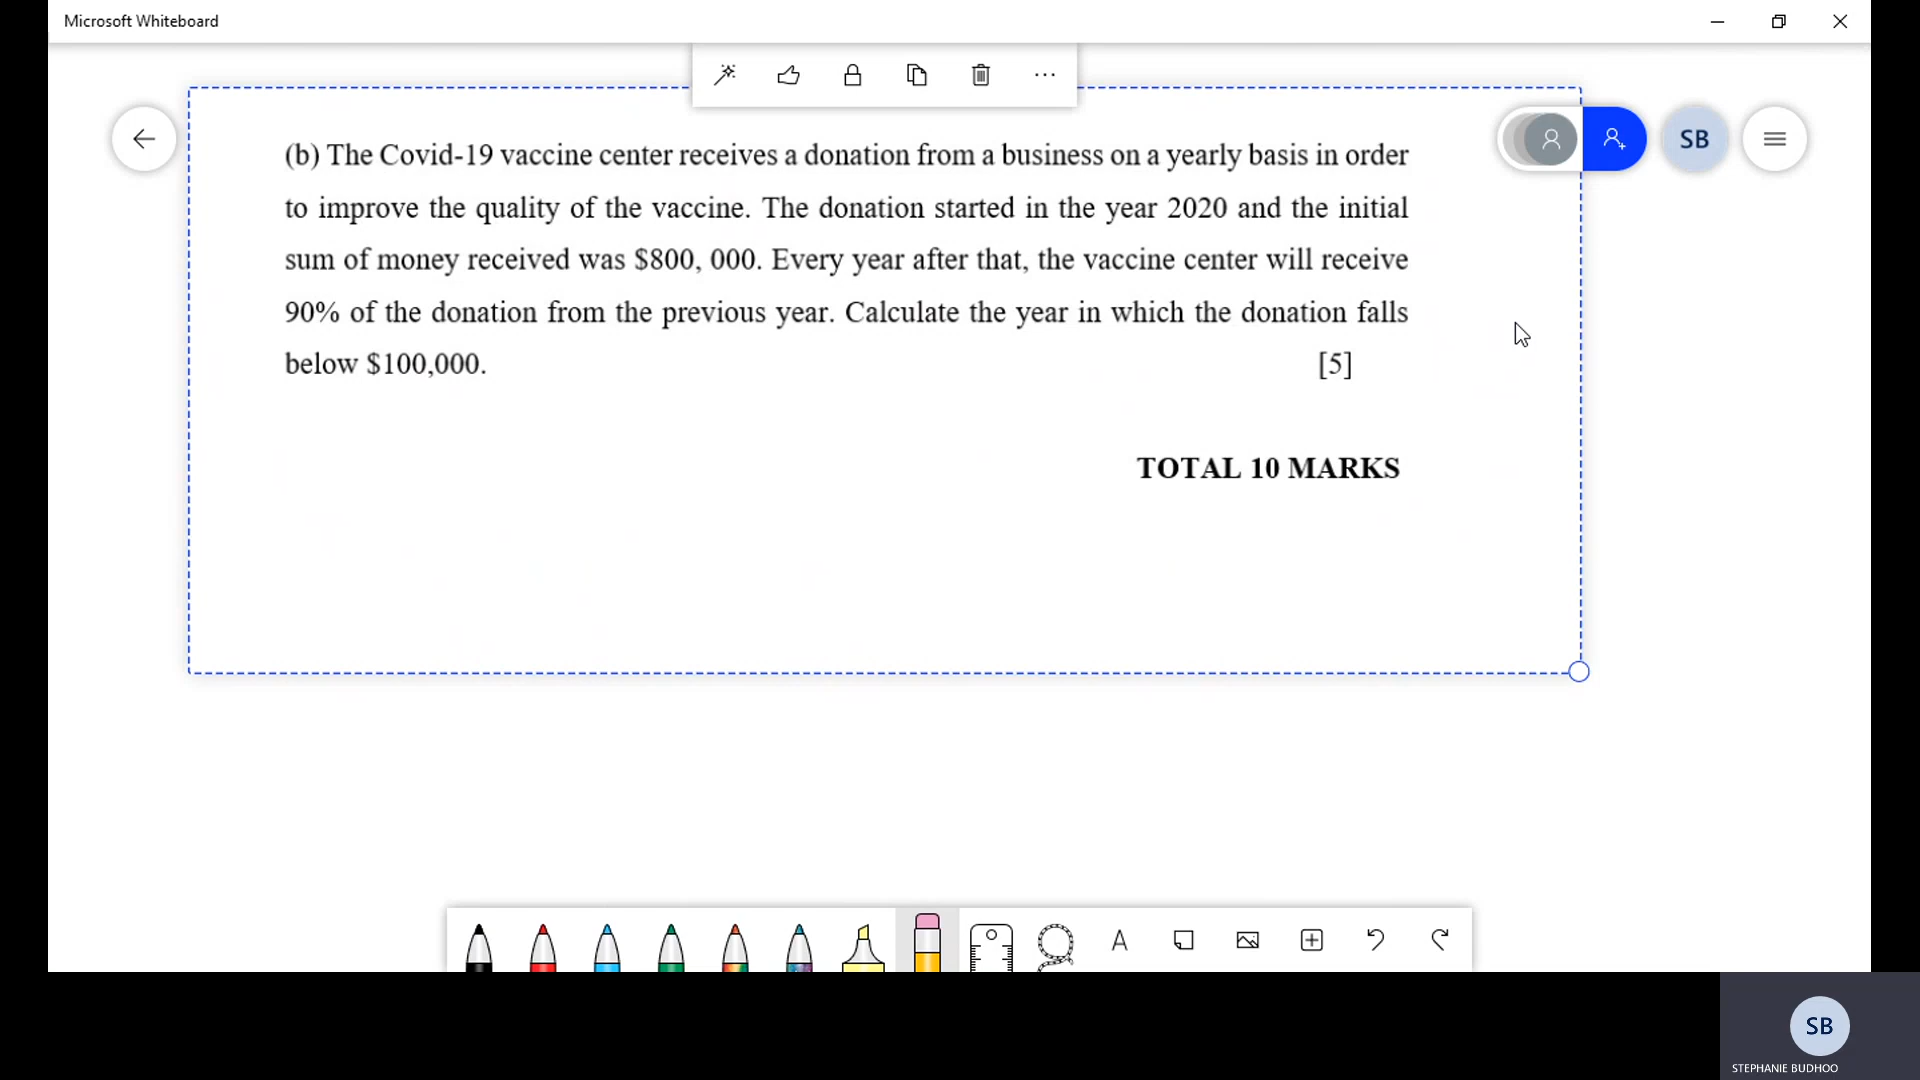 Microsoft Whiteboard
(b) The Covid-19 vaccine center receives a donation from a business on a yearly basis in order
to improve the quality of the vaccine. The donation started in the year 2020 and the initial
sum of money received was $800, 000. Every year after that, the vaccine center will receive
90% of the donation from the previous year. Calculate the year in which the donation falls
below $100,000. [5]
TOTAL 10 MARKS
SB
A
SB
STEPHANIE BUDHOO